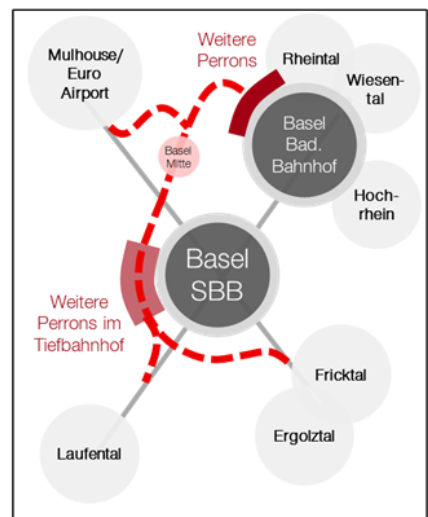 Mulhouse/
Euro
Airport
Weitere
Perrons
Rheintal
Wiesen-
tal
Basel
Bad.
Bahnhof
Basel
Mitte
Hoch-
rhein
Basel
SBB
Weitere
Perrons im
Tiefbahnhof
Fricktal
Ergolztal
Laufental